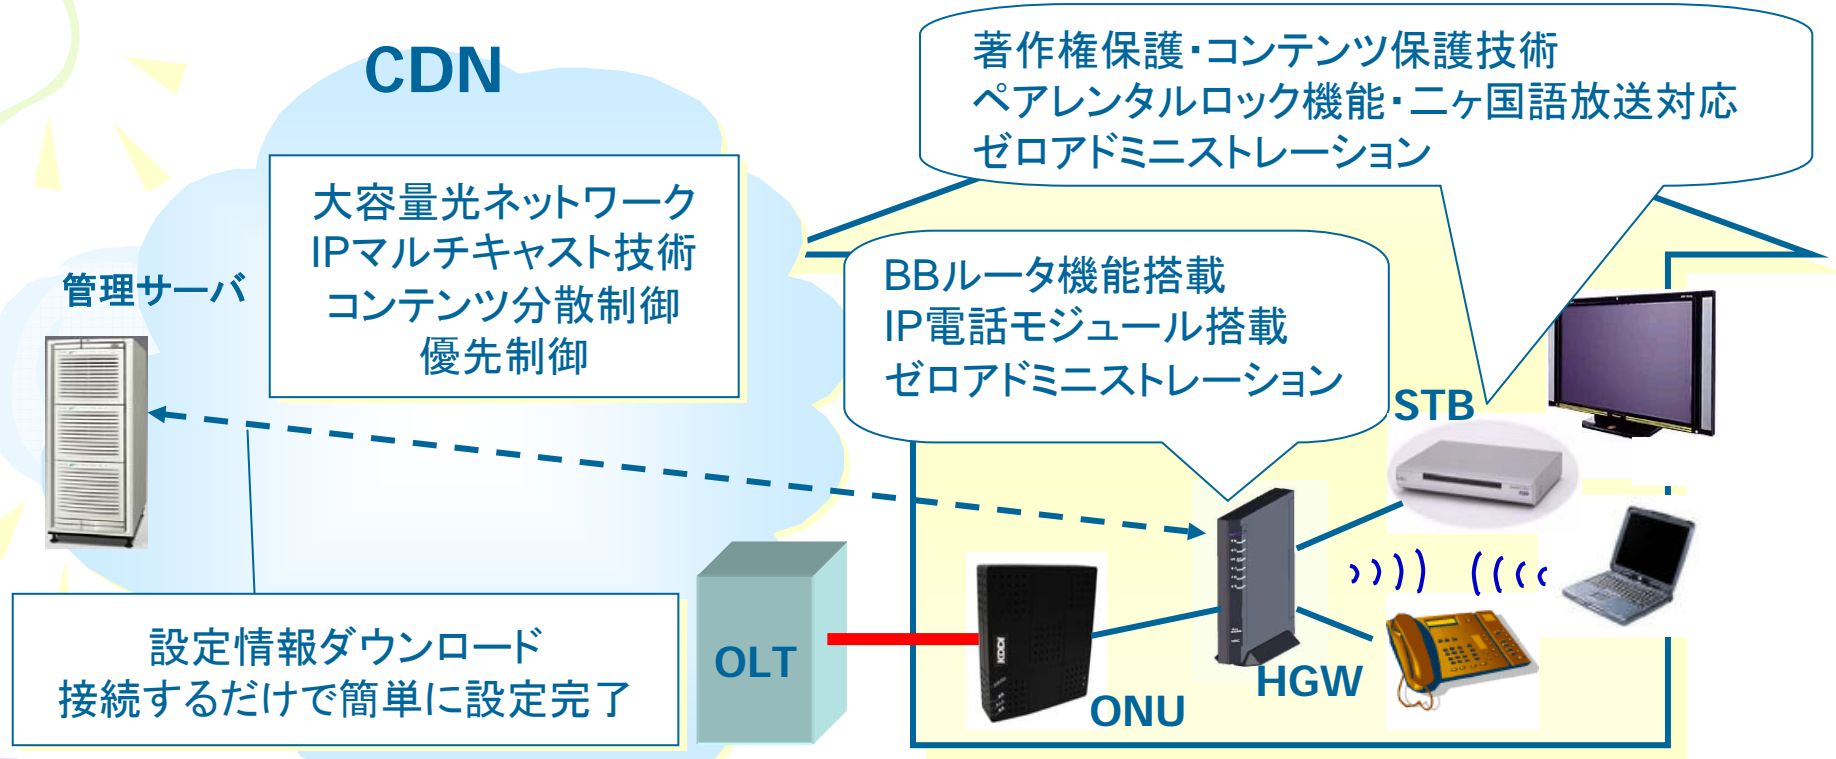 CDN
著作権保護・コンテンツ保護技術
ペアレンタルロック機能・二ヶ国語放送対応
ゼロアドミニストレーション
大容量光ネットワーク
IPマルチキャスト技術
コンテンツ分散制御
優先制御
管理サーバ
BBルータ機能搭載
IP電話モジュール搭載
ゼロアドミニストレーション
STB
設定情報ダウンロード
接続するだけで簡単に設定完了
OLT
KDDI
ONU
HGW